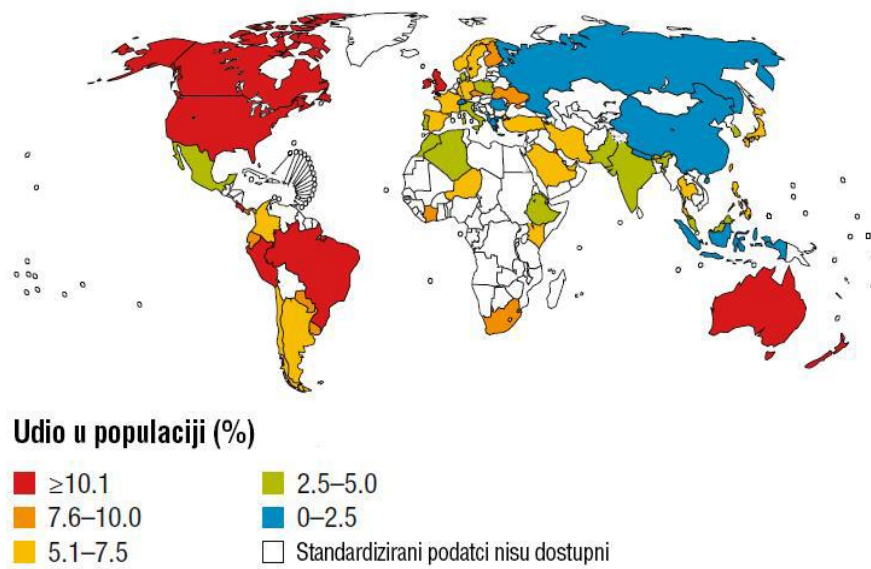 Udio u populaciji (%)
≥10.1
7.6–10.0
5.1–7.5
2.5–5.0
0–2.5
Standardizirani podatci nisu dostupni